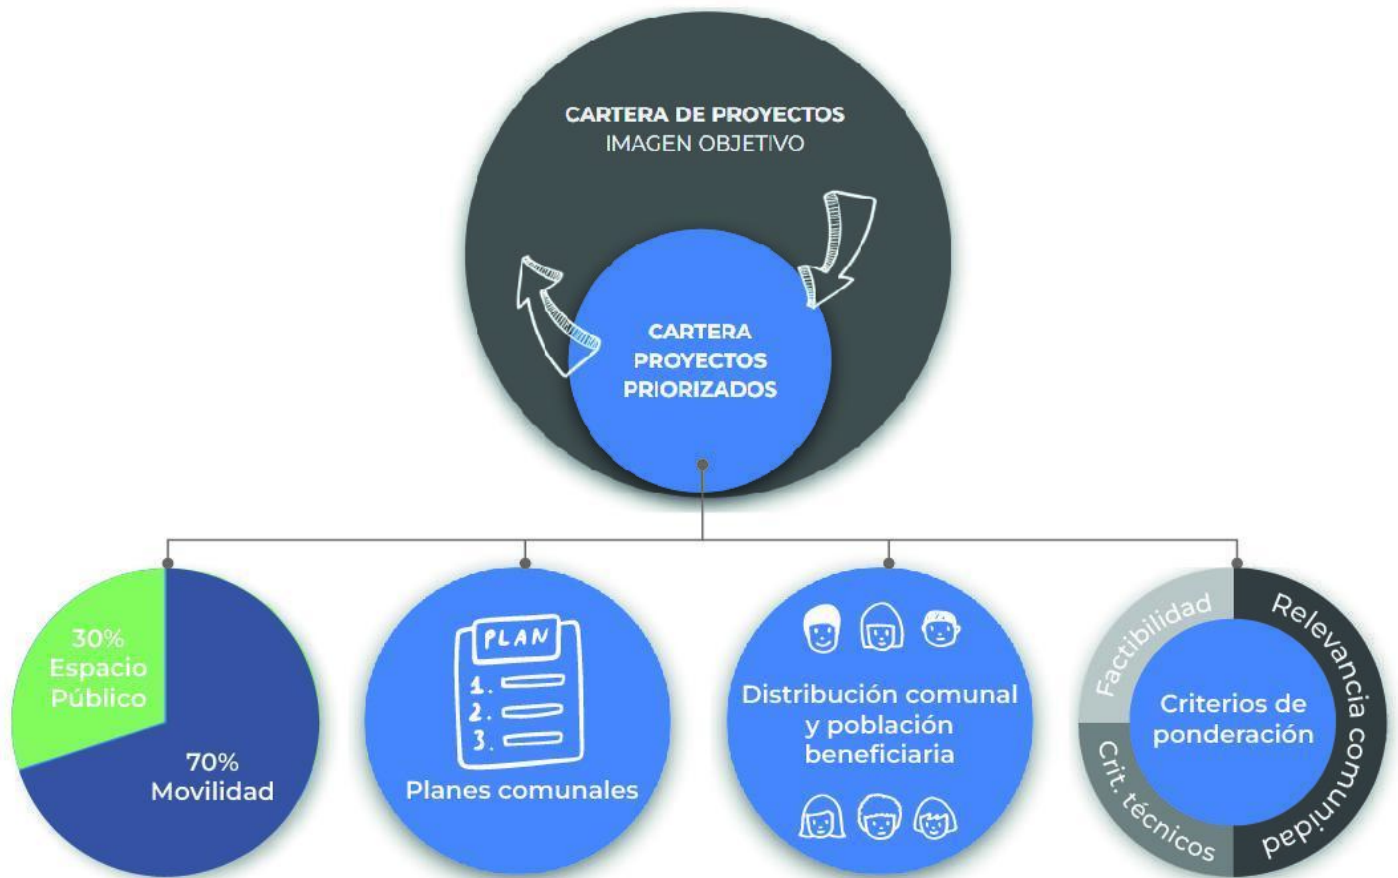 CARTERA DE PROYECTOS
IMAGEN OBJETIVO
CARTERA
PROYECTOS
PRIORIZADOS
30%
Espacio
Público
70%
Movilidad
PLAN
1.
2.
3.
Planes comunales
Distribución comunal
y población
beneficiaria
Factibilidad
Relevancia comunidad
Crit. técnicos
Criterios de
ponderación